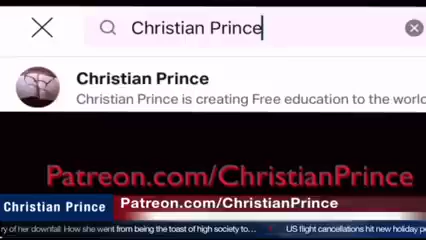 Christian Prince
Christian Prince
Christian Prince is creating Free education to the world
Patreon.com/ChristianPrince
Christian Prince
Patreon.com/ChristianPrince
ry of her downfall: How she went from being the toast of high society to...
US flight cancellations hit new holiday pe